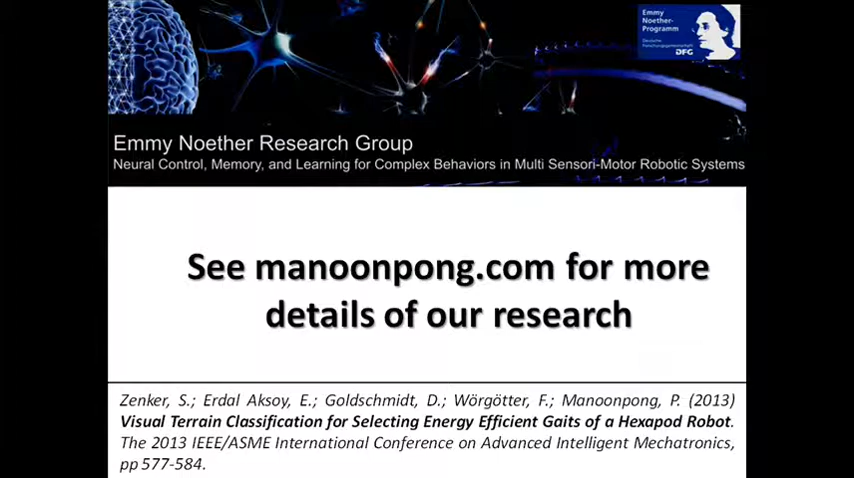 Emmy
Noether-
Programm
Deutsche
Forschungsgemeinschaft
DFG
Emmy Noether Research Group
Neural Control, Memory, and Learning for Complex Behaviors in Multi Sensori-Motor Robotic Systems
See manoonpong.com for more
details of our research
Zenker, S.; Erdal Aksoy, E.; Goldschmidt, D.; Wörgötter, F.; Manoonpong, P. (2013)
Visual Terrain Classification for Selecting Energy Efficient Gaits of a Hexapod Robot.
The 2013 IEEE/ASME International Conference on Advanced Intelligent Mechatronics,
pp 577-584.